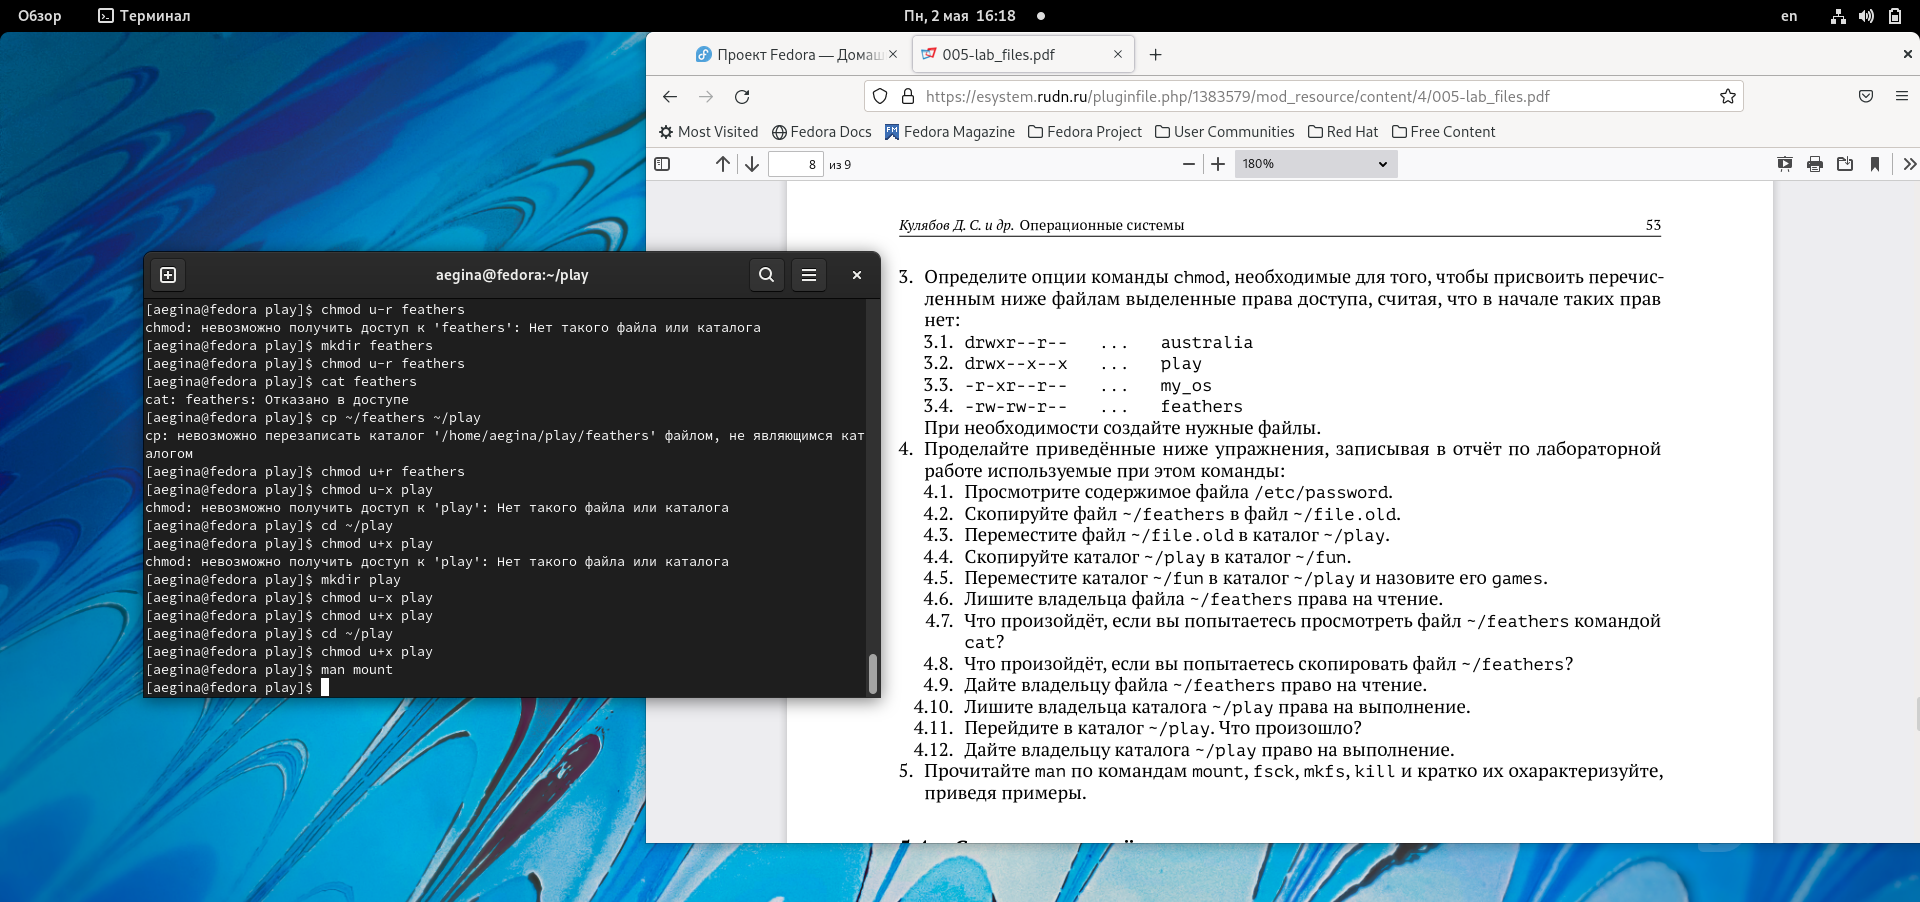 Обзор Терминал Пн, 2 мая 16:18 en
Проект Fedora — Домаш 005-lab_files.pdf
https://esystem.rudn.ru/pluginfile.php/1383579/mod_resource/content/4/005-lab_files.pdf
Most Visited Fedora Docs Fedora Magazine Fedora Project User Communities Red Hat Free Content
8 из 9 180%
Кулябов Д. С. и др. Операционные системы 53
3. Определите опции команды chmod, необходимые для того, чтобы присвоить перечис-
ленным ниже файлам выделенные права доступа, считая, что в начале таких прав
нет:
3.1. drwxr--r-- ... australia
3.2. drwx--x--x ... play
3.3. -r-xr--r-- ... my_os
3.4. -rw-rw-r-- ... feathers
При необходимости создайте нужные файлы.
4. Проделайте приведённые ниже упражнения, записывая в отчёт по лабораторной
работе используемые при этом команды:
4.1. Просмотрите содержимое файла /etc/password.
4.2. Скопируйте файл ~/feathers в файл ~/file.old.
4.3. Переместите файл ~/file.old в каталог ~/play.
4.4. Скопируйте каталог ~/play в каталог ~/fun.
4.5. Переместите каталог ~/fun в каталог ~/play и назовите его games.
4.6. Лишите владельца файла ~/feathers права на чтение.
4.7. Что произойдёт, если вы попытаетесь просмотреть файл ~/feathers командой
cat?
4.8. Что произойдёт, если вы попытаетесь скопировать файл ~/feathers?
4.9. Дайте владельцу файла ~/feathers право на чтение.
4.10. Лишите владельца каталога ~/play права на выполнение.
4.11. Перейдите в каталог ~/play. Что произошло?
4.12. Дайте владельцу каталога ~/play право на выполнение.
5. Прочитайте man по командам mount, fsck, mkfs, kill и кратко их охарактеризуйте,
приведя примеры.
aegina@fedora:~/play
[aegina@fedora play]$ chmod u-r feathers
chmod: невозможно получить доступ к 'feathers': Нет такого файла или каталога
[aegina@fedora play]$ mkdir feathers
[aegina@fedora play]$ chmod u-r feathers
[aegina@fedora play]$ cat feathers
cat: feathers: Отказано в доступе
[aegina@fedora play]$ cp ~/feathers ~/play
cp: невозможно перезаписать каталог '/home/aegina/play/feathers' файлом, не являющимся кат
алогом
[aegina@fedora play]$ chmod u+r feathers
[aegina@fedora play]$ chmod u-x play
chmod: невозможно получить доступ к 'play': Нет такого файла или каталога
[aegina@fedora play]$ cd ~/play
[aegina@fedora play]$ chmod u+x play
chmod: невозможно получить доступ к 'play': Нет такого файла или каталога
[aegina@fedora play]$ mkdir play
[aegina@fedora play]$ chmod u-x play
[aegina@fedora play]$ chmod u+x play
[aegina@fedora play]$ cd ~/play
[aegina@fedora play]$ chmod u+x play
[aegina@fedora play]$ man mount
[aegina@fedora play]$